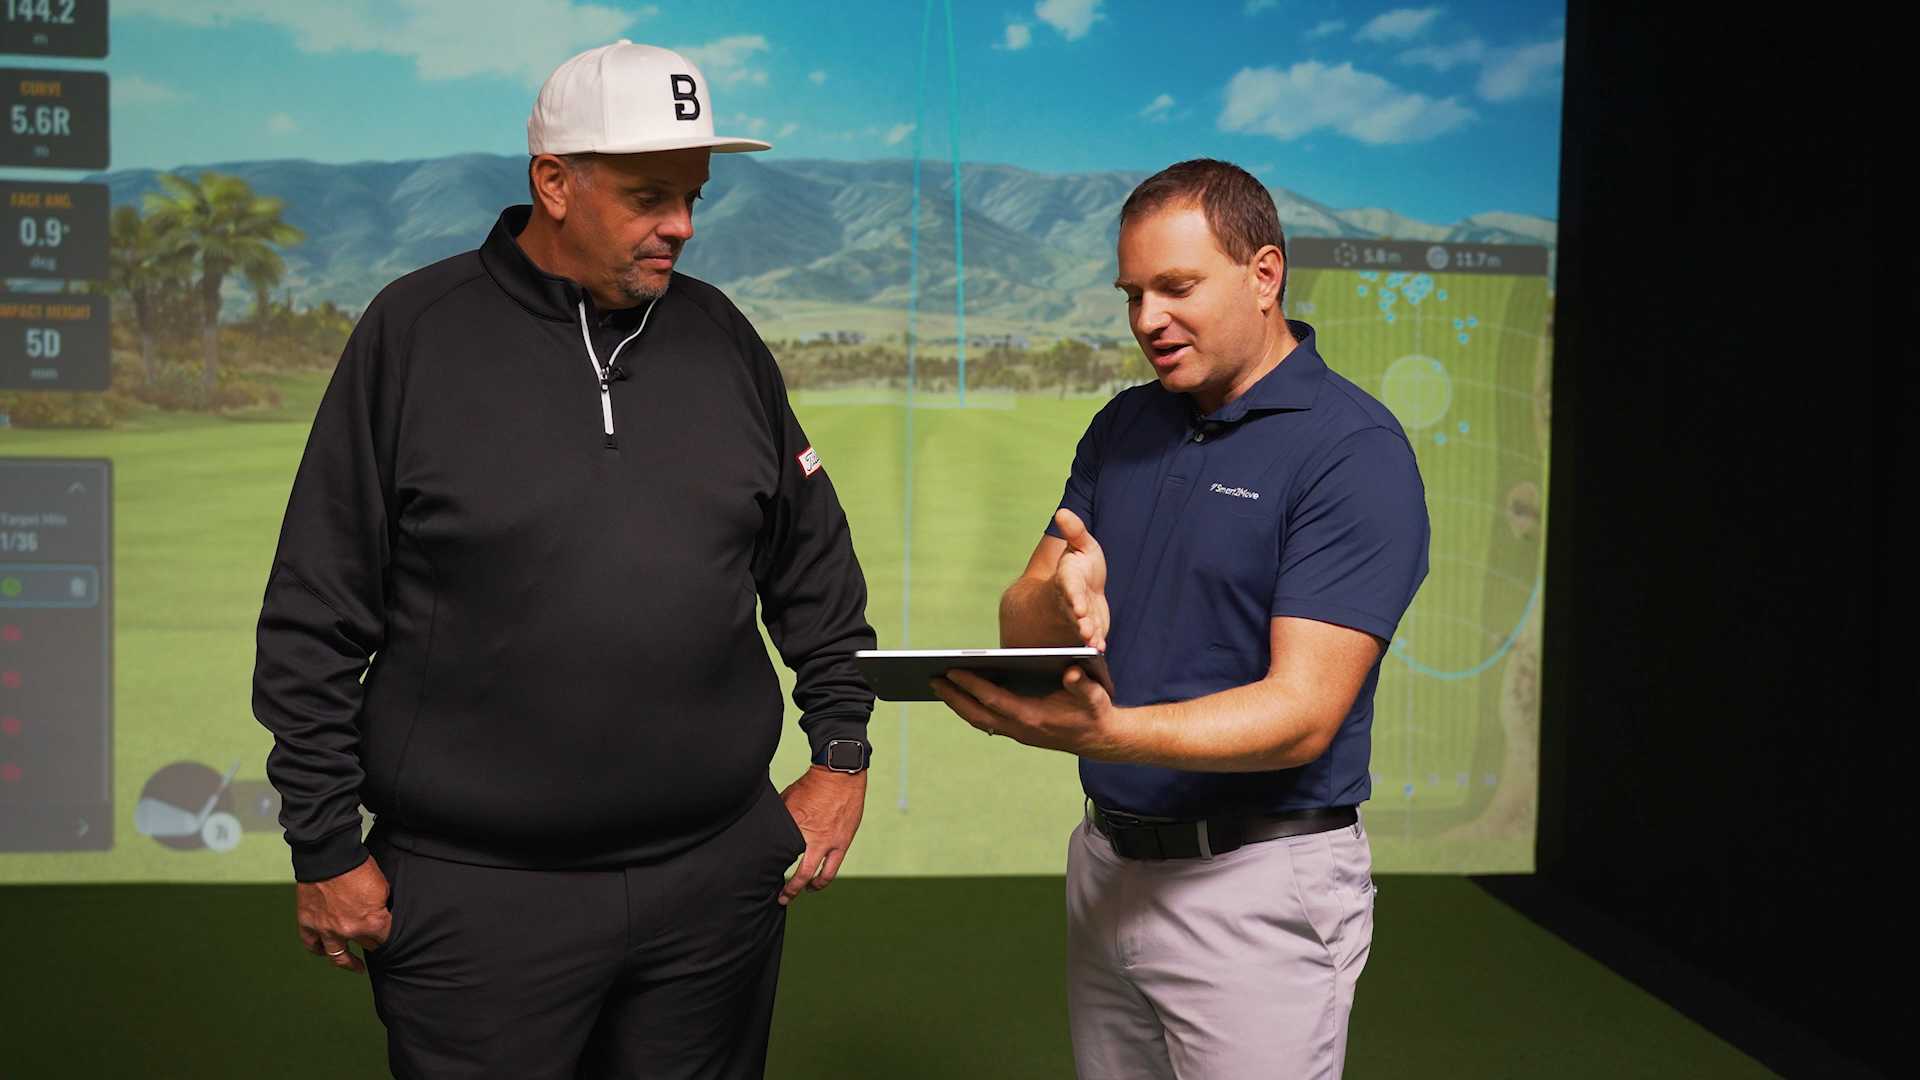 144.2
m
CURVE
5.6R
m
FACE ANG.
0.9°
deg
IMPACT HEIGHT
5D
mm
Target Hits
1/36
B
#Smart2Move
5.8 m
11.7 m